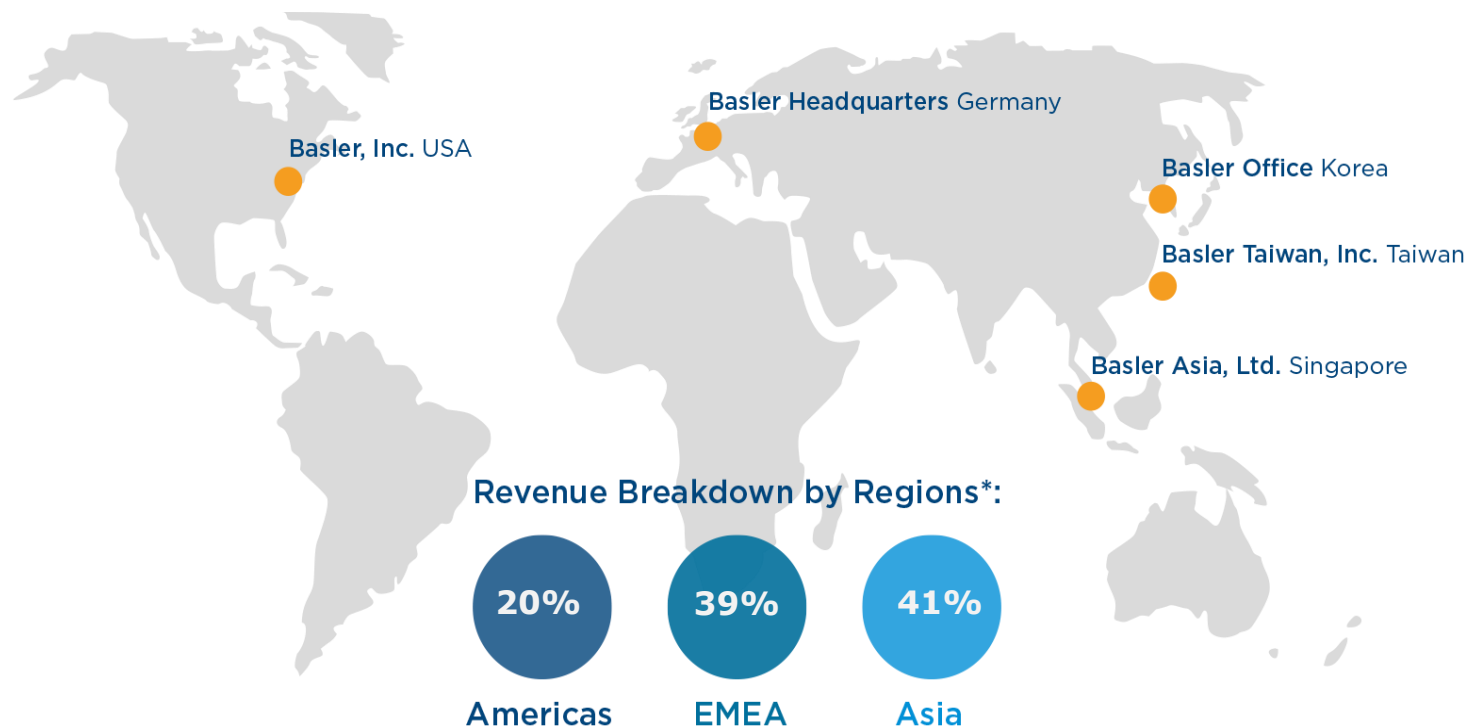 Basler Headquarters Germany
Basler, Inc. USA
Basler Office Korea
Basler Taiwan, Inc. Taiwan
Basler Asia, Ltd. Singapore
Revenue Breakdown by Regions*:
20% 39% 41%
Americas EMEA Asia